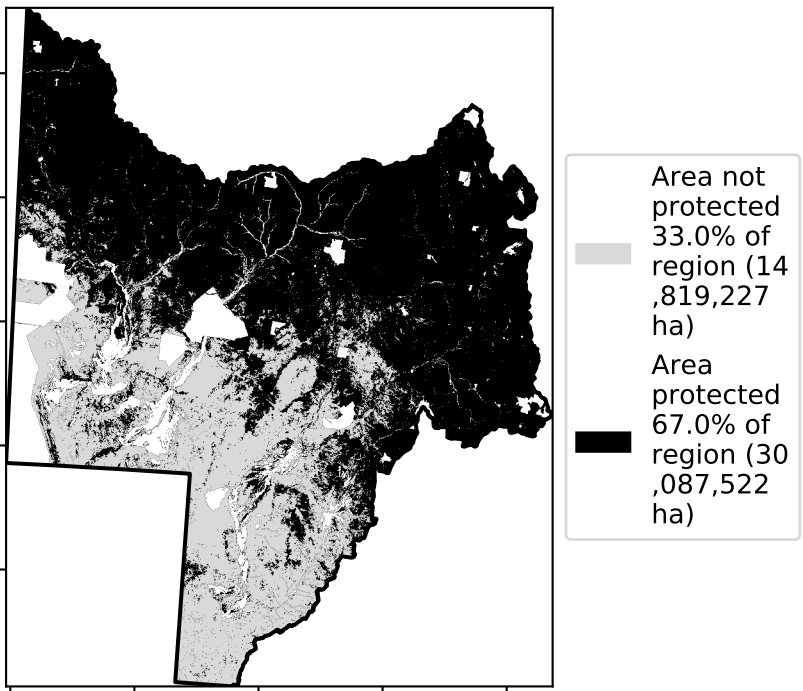 Area not
protected
33.0% of
region (14
,819,227
ha)
Area
protected
67.0% of
region (30
,087,522
ha)